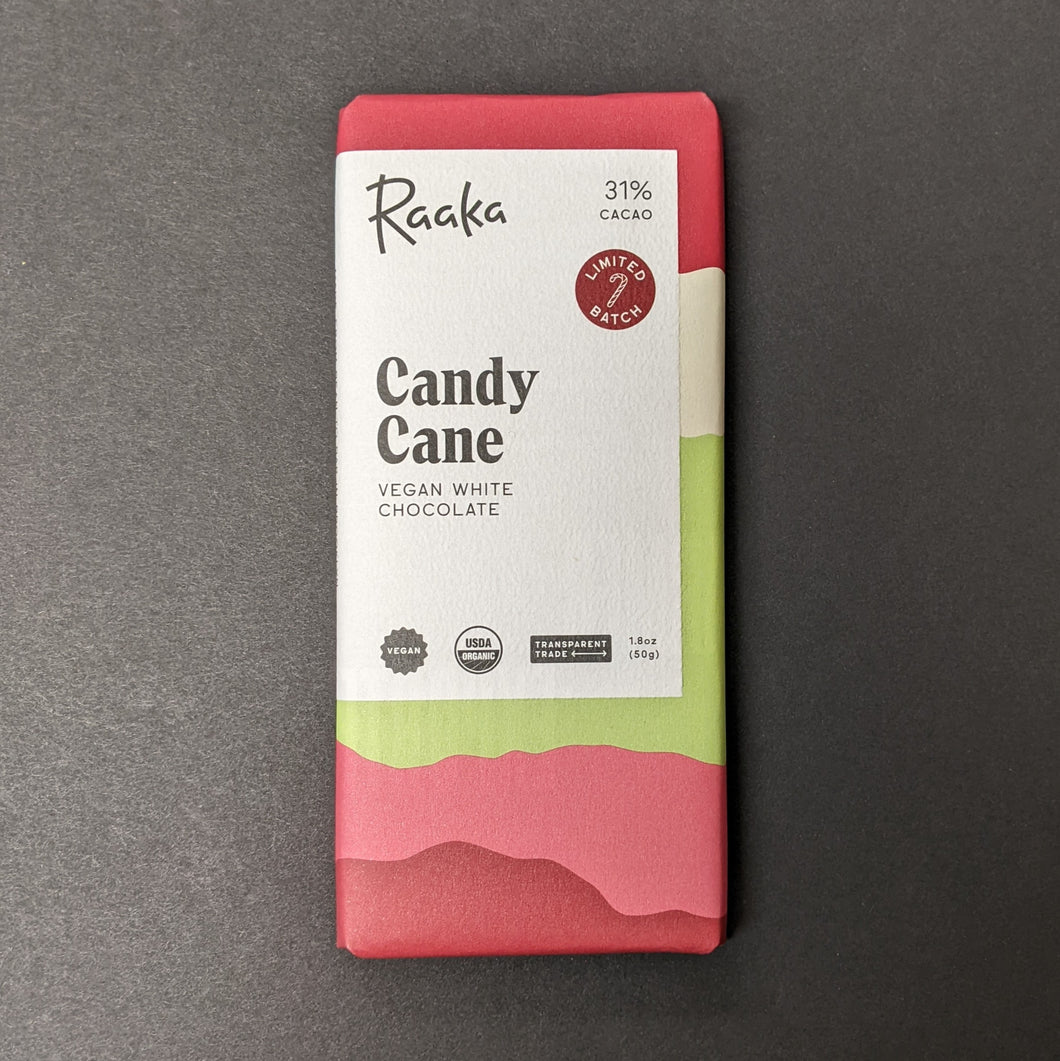 Raaka
31%
CACAO
LIMITED
BATCH
Candy
Cane
VEGAN WHITE
CHOCOLATE
VEGAN
USDA
ORGANIC
TRANSPARENT
TRADE
1.8oz
(50g)